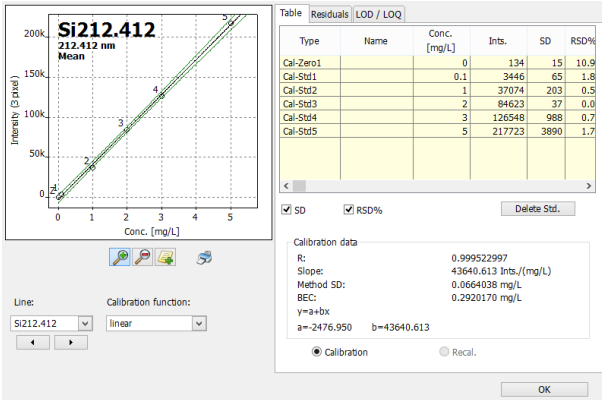 Si212.412
212.412 nm
Mean
200k
150k
100k
50k
0
Intensity (3 pixel)
Z
1
2
3
4
5
0 1 2 3 4 5
Conc. [mg/L]
Line: Calibration function:
Si212.412 linear
Table Residuals LOD / LOQ
Type Name Conc. [mg/L] Ints. SD RSD%
Cal-Zero1 0 134 15 10.9
Cal-Std1 0.1 3446 65 1.8
Cal-Std2 1 37074 203 0.5
Cal-Std3 2 84623 37 0.0
Cal-Std4 3 126548 988 0.7
Cal-Std5 5 217723 3890 1.7
SD RSD% Delete Std.
Calibration data
R: 0.999522997
Slope: 43640.613 Ints./(mg/L)
Method SD: 0.0664038 mg/L
BEC: 0.2920170 mg/L
y=a+bx
a=-2476.950 b=43640.613
Calibration Recal.
OK